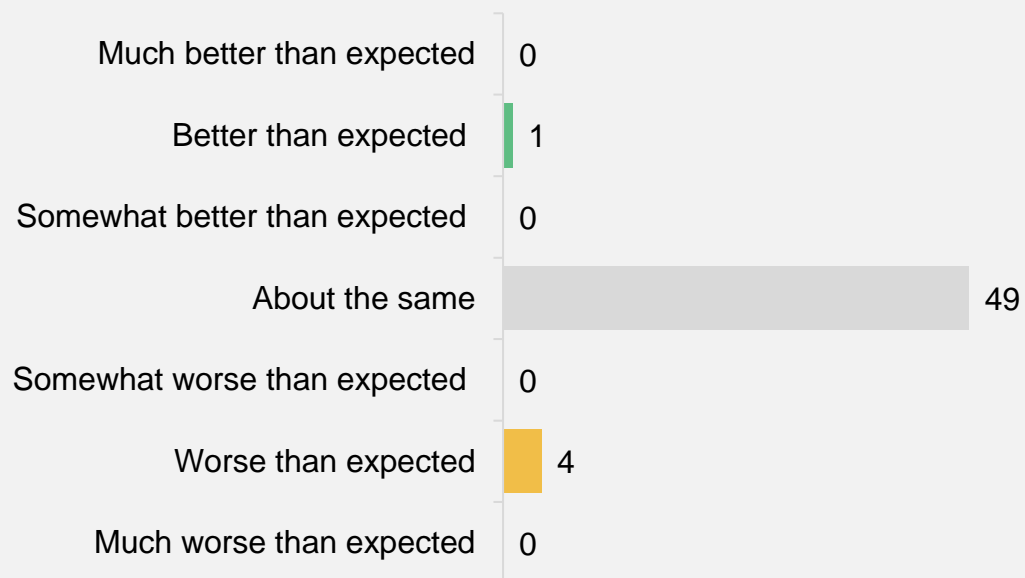 Much better than expected 0
Better than expected 1
Somewhat better than expected 0
About the same 49
Somewhat worse than expected 0
Worse than expected 4
Much worse than expected 0